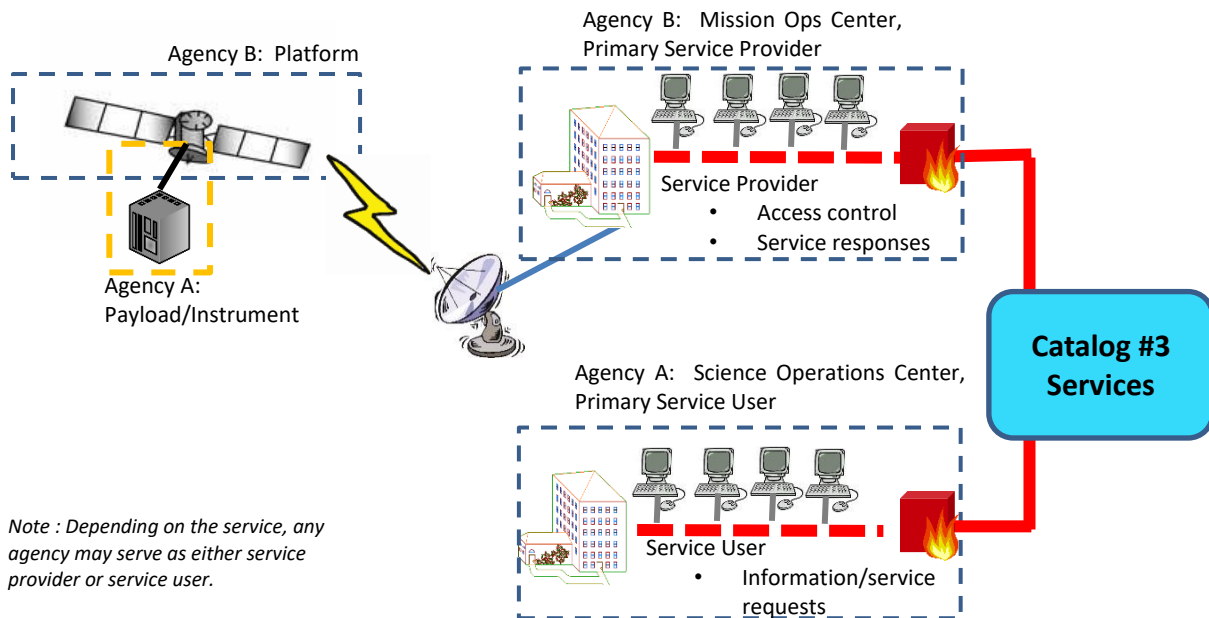 Agency B: Platform
Agency A:
Payload/Instrument
Agency B: Mission Ops Center,
Primary Service Provider
Service Provider
• Access control
• Service responses
Catalog #3
Services
Agency A: Science Operations Center,
Primary Service User
Service User
• Information/service
requests
Note : Depending on the service, any
agency may serve as either service
provider or service user.